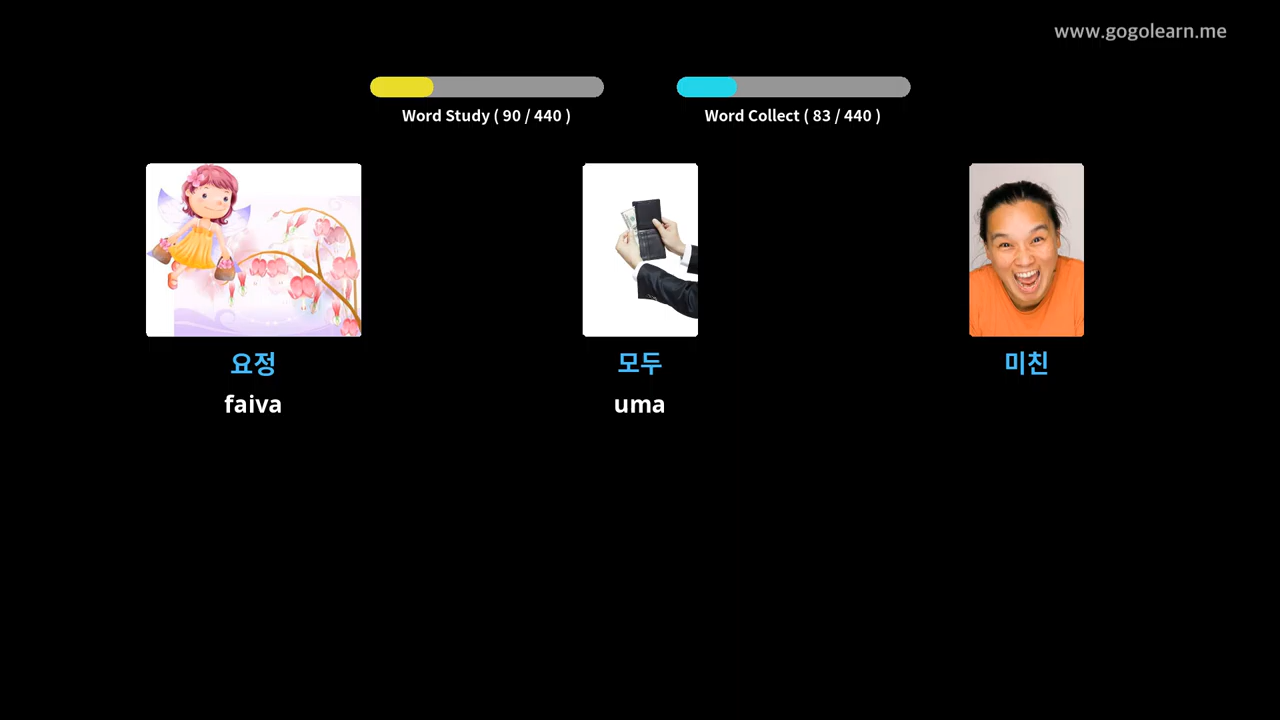 www.gogolearn.me
Word Study ( 90 / 440 )
Word Collect ( 83 / 440 )
요정
모두
미친
faiva
uma